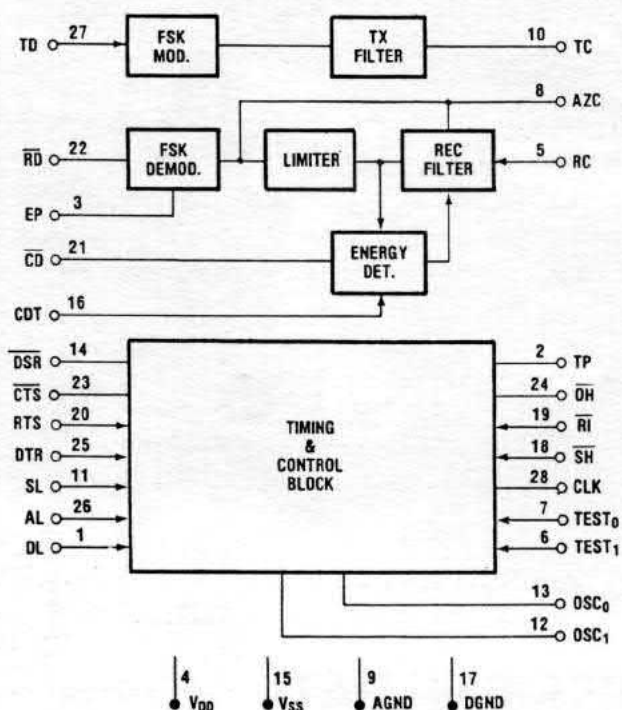 TD 27 FSK MOD. TX FILTER 10 TC
8 AZC
RD 22 FSK DEMOD. LIMITER REC FILTER 5 RC
EP 3
CD 21 ENERGY DET.
CDT 16
DSR 14 2 TP
CTS 23 24 OH
RTS 20 19 RI
DTR 25 18 SH
SL 11 28 CLK
AL 26 7 TEST0
DL 1 6 TEST1
TIMING
&
CONTROL
BLOCK
13 OSC0
12 OSC1
4 VDD 15 VSS 9 AGND 17 DGND